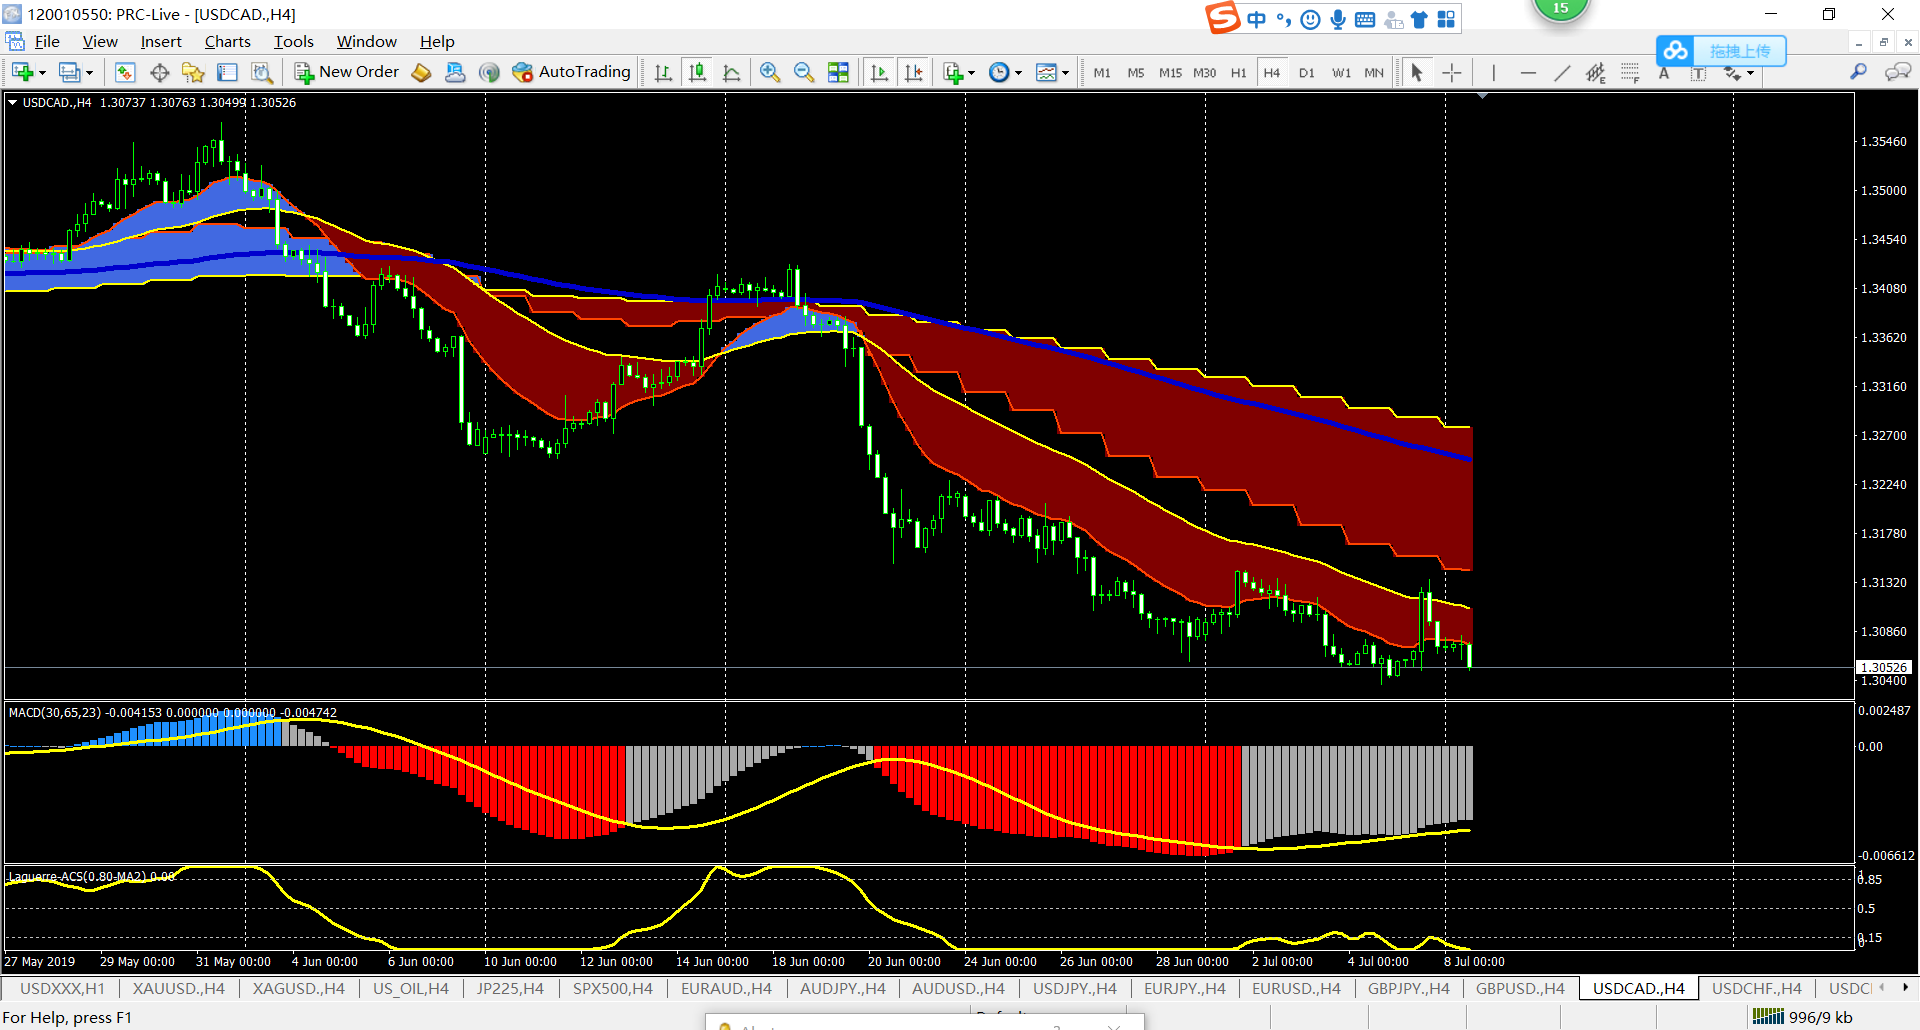 120010550: PRC-Live - [USDCAD.,H4]
中
15
拖拽上传
File View Insert Charts Tools Window Help
New Order AutoTrading M1 M5 M15 M30 H1 H4 D1 W1 MN A T
USDCAD.,H4 1.30737 1.30763 1.30499 1.30526
1.35460
1.35000
1.34540
1.34080
1.33620
1.33160
1.32700
1.32240
1.31780
1.31320
1.30860
1.30526
1.30400
MACD(30,65,23) -0.004153 0.000000 0.000000 -0.004742
0.002487
0.00
-0.006612
Laguerre-ACS(0.80-MA2) 0.00
1
0.85
0.5
0.15
0
27 May 2019 29 May 00:00 31 May 00:00 4 Jun 00:00 6 Jun 00:00 10 Jun 00:00 12 Jun 00:00 14 Jun 00:00 18 Jun 00:00 20 Jun 00:00 24 Jun 00:00 26 Jun 00:00 28 Jun 00:00 2 Jul 00:00 4 Jul 00:00 8 Jul 00:00
USDXXX,H1 XAUUSD.,H4 XAGUSD.,H4 US_OIL,H4 JP225,H4 SPX500,H4 EURAUD.,H4 AUDJPY.,H4 AUDUSD.,H4 USDJPY.,H4 EURJPY.,H4 EURUSD.,H4 GBPJPY.,H4 GBPUSD.,H4 USDCAD.,H4 USDCHF.,H4
For Help, press F1 996/9 kb